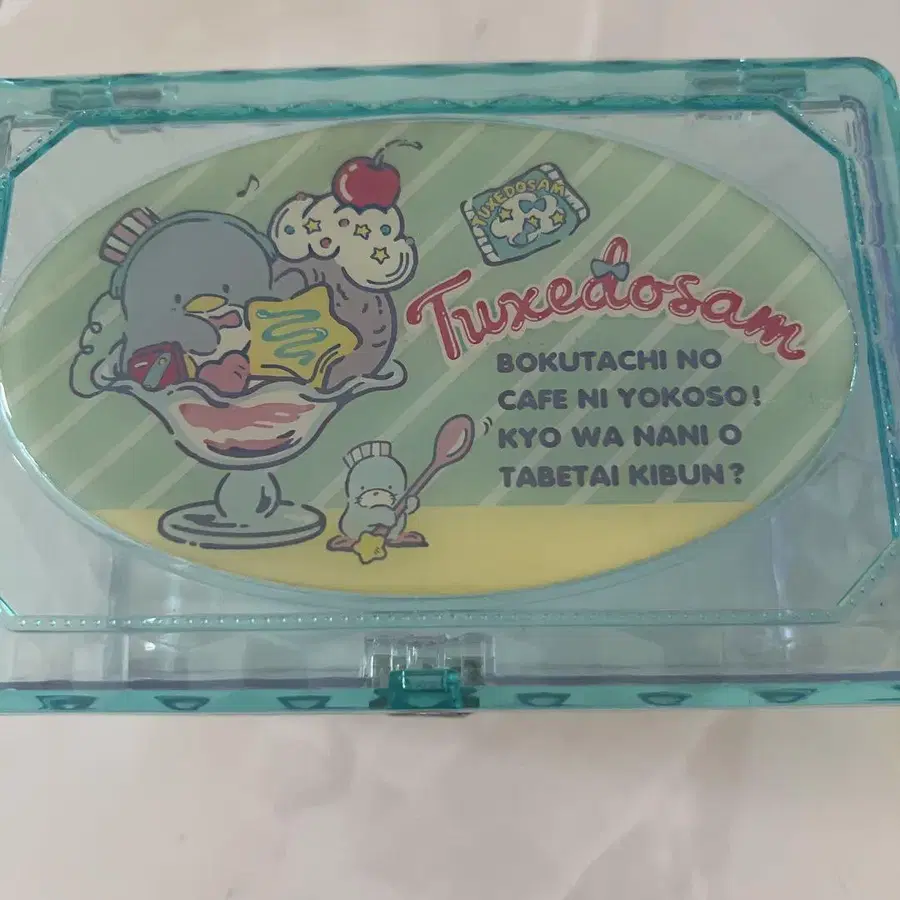 TUXEDOSAM
Tuxedosam
BOKUTACHI NO
CAFE NI YOKOSO!
KYO WA NANI O
TABETAI KIBUN?